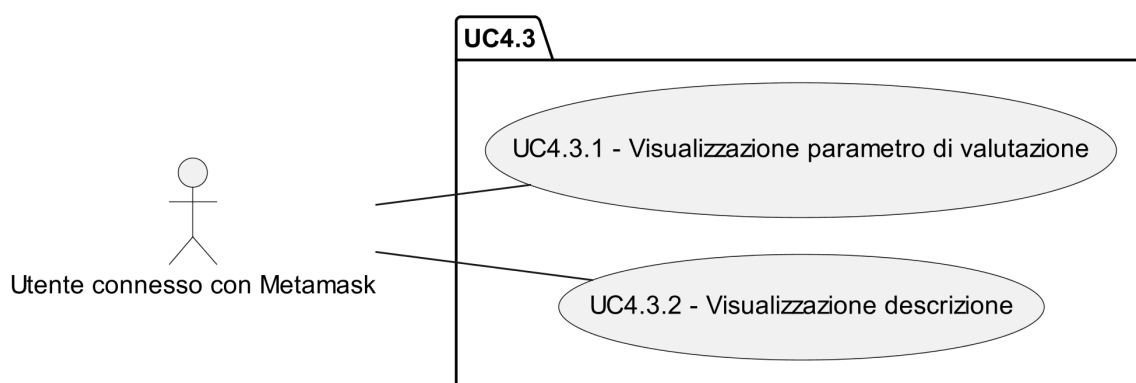 UC4.3
UC4.3.1 - Visualizzazione parametro di valutazione
Utente connesso con Metamask
UC4.3.2 - Visualizzazione descrizione